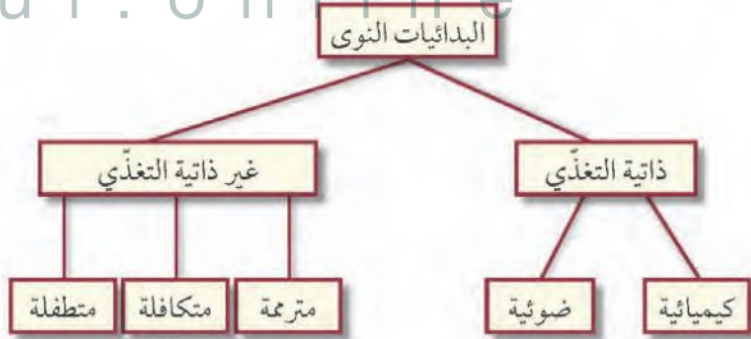 u l . o n l i n e
البدائيات النوى
ذاتية التغذّي
غير ذاتية التغذّي
كيميائية
ضوئية
مترممة
متكافلة
متطفلة